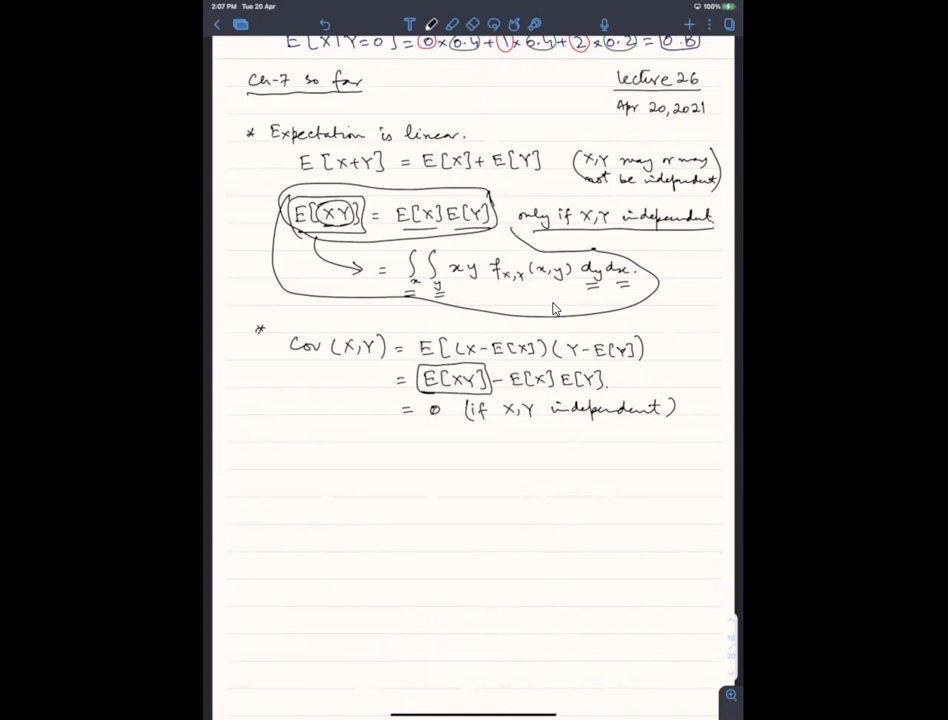 2:07 PM Tue 20 Apr
100%
E[X|Y=0] = 0×0.4+1×0.4+2×0.2 = 0.8
Ch-7 so far
lecture 26
Apr 20, 2021
* Expectation is linear.
E[X+Y] = E[X]+E[Y] (X,Y may or may not be independent)
E[XY] = E[X]E[Y] only if X,Y independent.
= ∫x ∫y xy f_{X,Y}(x,y) dy dx.
* Cov(X,Y) = E[(X-E[X])(Y-E[Y])
= E[XY] - E[X]E[Y].
= 0 (if X,Y independent)
19
20